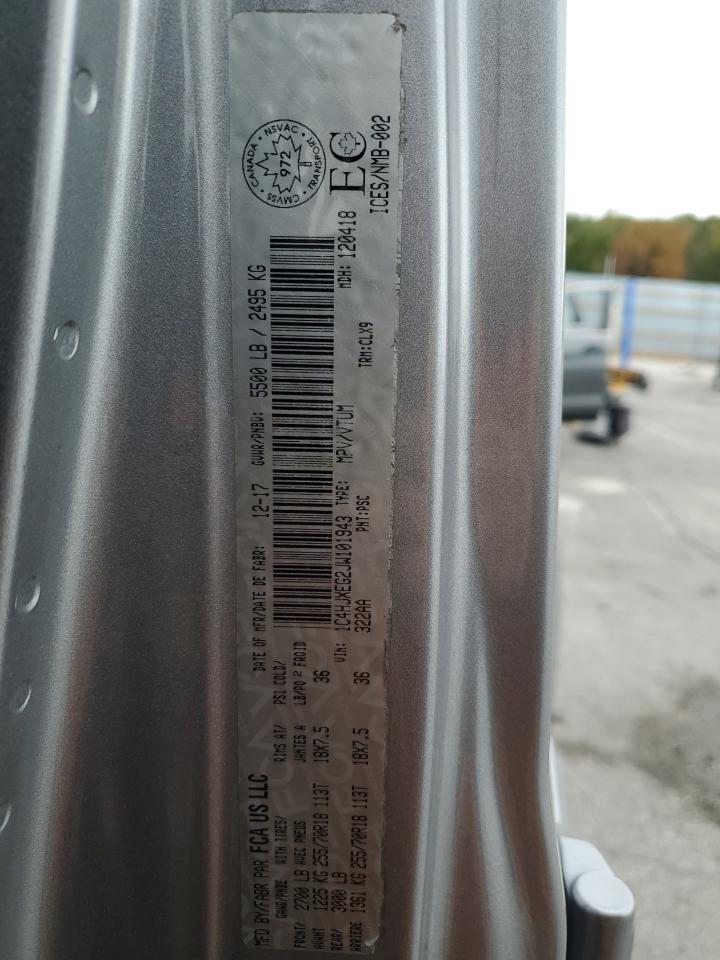 MFD BY/FABR PAR FCA US LLC
DATE OF MFR/DATE DE FABR: 12-17 GVWR/PNBV: 5500 LB / 2495 KG
GAWR/PNBE WITH TIRES/ RIMS AT/ PSI COLD/
FRONT/ 2700 LB AVEC PNEUS JANTES A LB/PO 2 FROID
AVANT 1225 KG 255/70R18 113T 18X7.5 36
REAR/ 3000 LB
ARRIERE 1361 KG 255/70R18 113T 18X7.5 36
VIN: 1C4HJXEG2JW101943 TYPE: MPV/VTUM MDH: 120418
322AA PNT:PSC TRM:CLX9
CANADA · NSVAC · TRANSPORT · CMVSS
972
EC
ICES/NMB-002